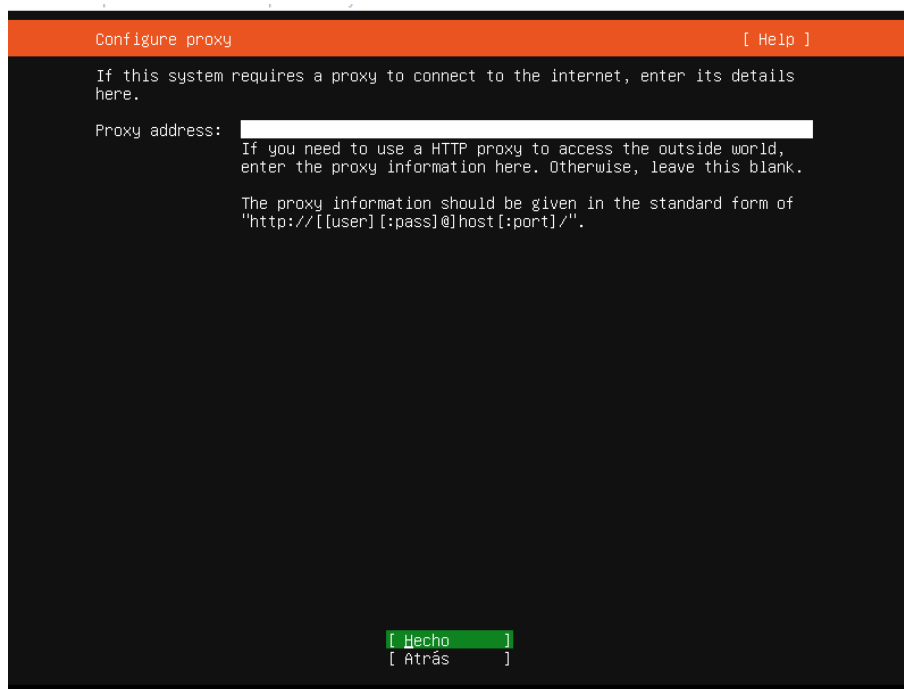 Configure proxy [ Help ]
If this system requires a proxy to connect to the internet, enter its details
here.
Proxy address:
If you need to use a HTTP proxy to access the outside world,
enter the proxy information here. Otherwise, leave this blank.
The proxy information should be given in the standard form of
"http://[[user][:pass]@]host[:port]/".
[ Hecho ]
[ Atrás ]